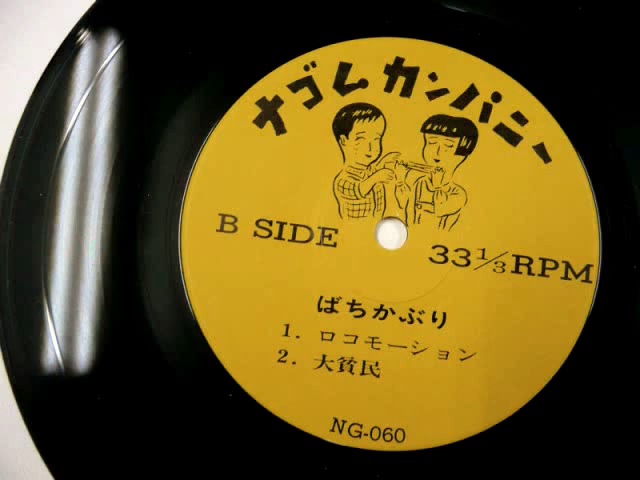 ナゴムカンパニー
B SIDE
33⅓RPM
ばちかぶり
1. ロコモーション
2. 大貧民
NG-060